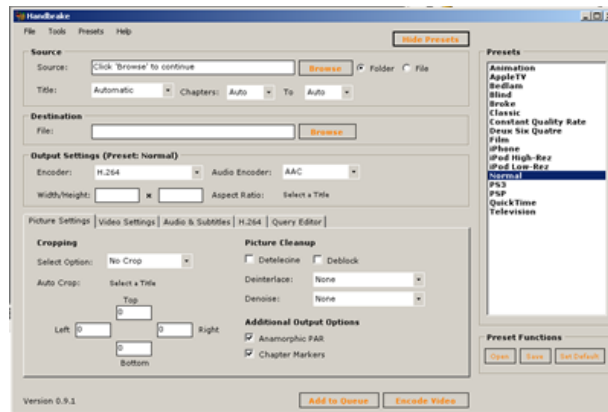 Handbrake
File Tools Presets Help
Hide Presets
Source
Source: Click 'Browse' to continue Browse Folder File
Title: Automatic Chapters: Auto To Auto
Destination
File: Browse
Output Settings (Preset: Normal)
Encoder: H.264 Audio Encoder: AAC
Width/Height: x Aspect Ratio: Select a Title
Picture Settings Video Settings Audio & Subtitles H.264 Query Editor
Cropping
Select Option: No Crop
Auto Crop: Select a Title
Top
0
Left 0 0 Right
0
Bottom
Picture Cleanup
Detelecine Deblock
Deinterlace: None
Denoise: None
Additional Output Options
Anamorphic PAR
Chapter Markers
Presets
Animation
AppleTV
Bedlam
Blind
Broke
Classic
Constant Quality Rate
Deux Six Quatre
Film
iPhone
iPod High-Rez
iPod Low-Rez
Normal
PS3
PSP
QuickTime
Television
Preset Functions
Open Save Set Default
Version 0.9.1
Add to Queue Encode Video